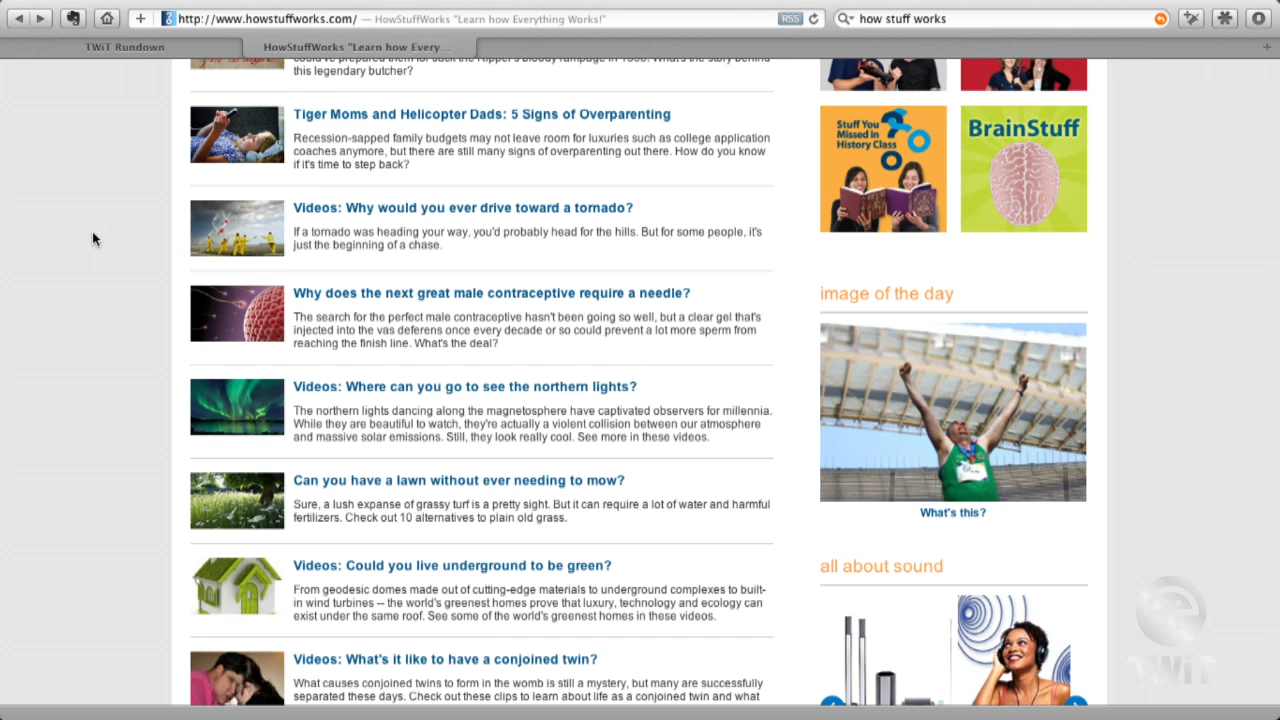 http://www.howstuffworks.com/ — HowStuffWorks "Learn how Everything Works!"
RSS
how stuff works
TWiT Rundown
HowStuffWorks "Learn how Every...
this legendary butcher?
Tiger Moms and Helicopter Dads: 5 Signs of Overparenting
Recession-sapped family budgets may not leave room for luxuries such as college application
coaches anymore, but there are still many signs of overparenting out there. How do you know
if it's time to step back?
Videos: Why would you ever drive toward a tornado?
If a tornado was heading your way, you'd probably head for the hills. But for some people, it's
just the beginning of a chase.
Why does the next great male contraceptive require a needle?
The search for the perfect male contraceptive hasn't been going so well, but a clear gel that's
injected into the vas deferens once every decade or so could prevent a lot more sperm from
reaching the finish line. What's the deal?
Videos: Where can you go to see the northern lights?
The northern lights dancing along the magnetosphere have captivated observers for millennia.
While they are beautiful to watch, they're actually a violent collision between our atmosphere
and massive solar emissions. Still, they look really cool. See more in these videos.
Can you have a lawn without ever needing to mow?
Sure, a lush expanse of grassy turf is a pretty sight. But it can require a lot of water and harmful
fertilizers. Check out 10 alternatives to plain old grass.
Videos: Could you live underground to be green?
From geodesic domes made out of cutting-edge materials to underground complexes to built-
in wind turbines -- the world's greenest homes prove that luxury, technology and ecology can
exist under the same roof. See some of the world's greenest homes in these videos.
Videos: What's it like to have a conjoined twin?
What causes conjoined twins to form in the womb is still a mystery, but many are successfully
separated these days. Check out these clips to learn about life as a conjoined twin and what
Stuff You
Missed in
History Class
BrainStuff
image of the day
What's this?
all about sound
TWiT